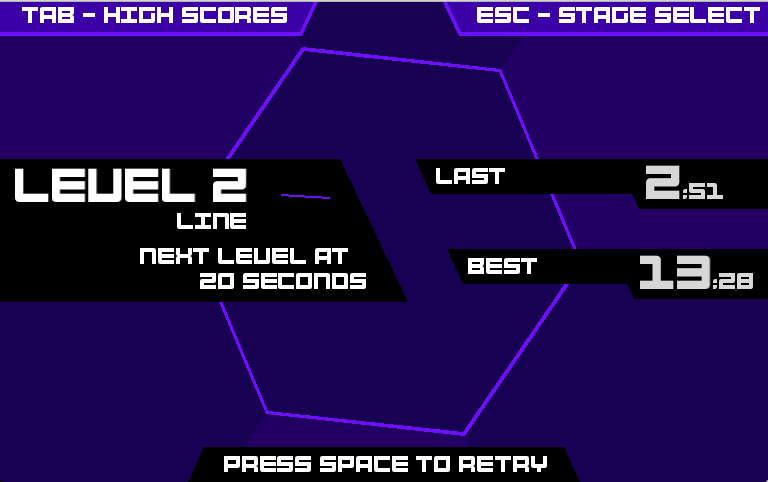 TAB - HIGH SCORES
ESC - STAGE SELECT
LEVEL 2
LINE
NEXT LEVEL AT
20 SECONDS
LAST
2:51
BEST
13:28
PRESS SPACE TO RETRY